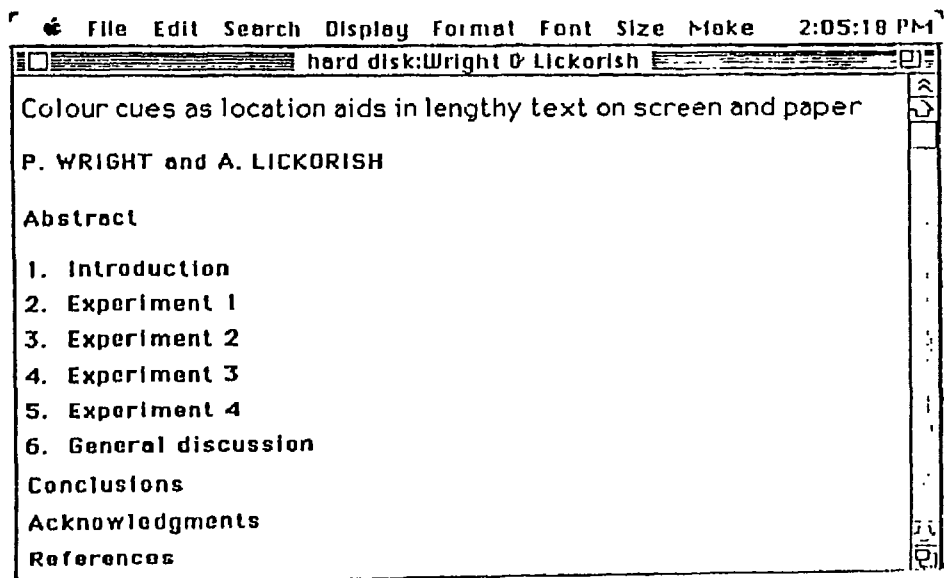 File Edit Search Display Format Font Size Make 2:05:18 PM
hard disk:Wright & Lickorish
Colour cues as location aids in lengthy text on screen and paper
P. WRIGHT and A. LICKORISH
Abstract
1. Introduction
2. Experiment 1
3. Experiment 2
4. Experiment 3
5. Experiment 4
6. General discussion
Conclusions
Acknowledgments
References